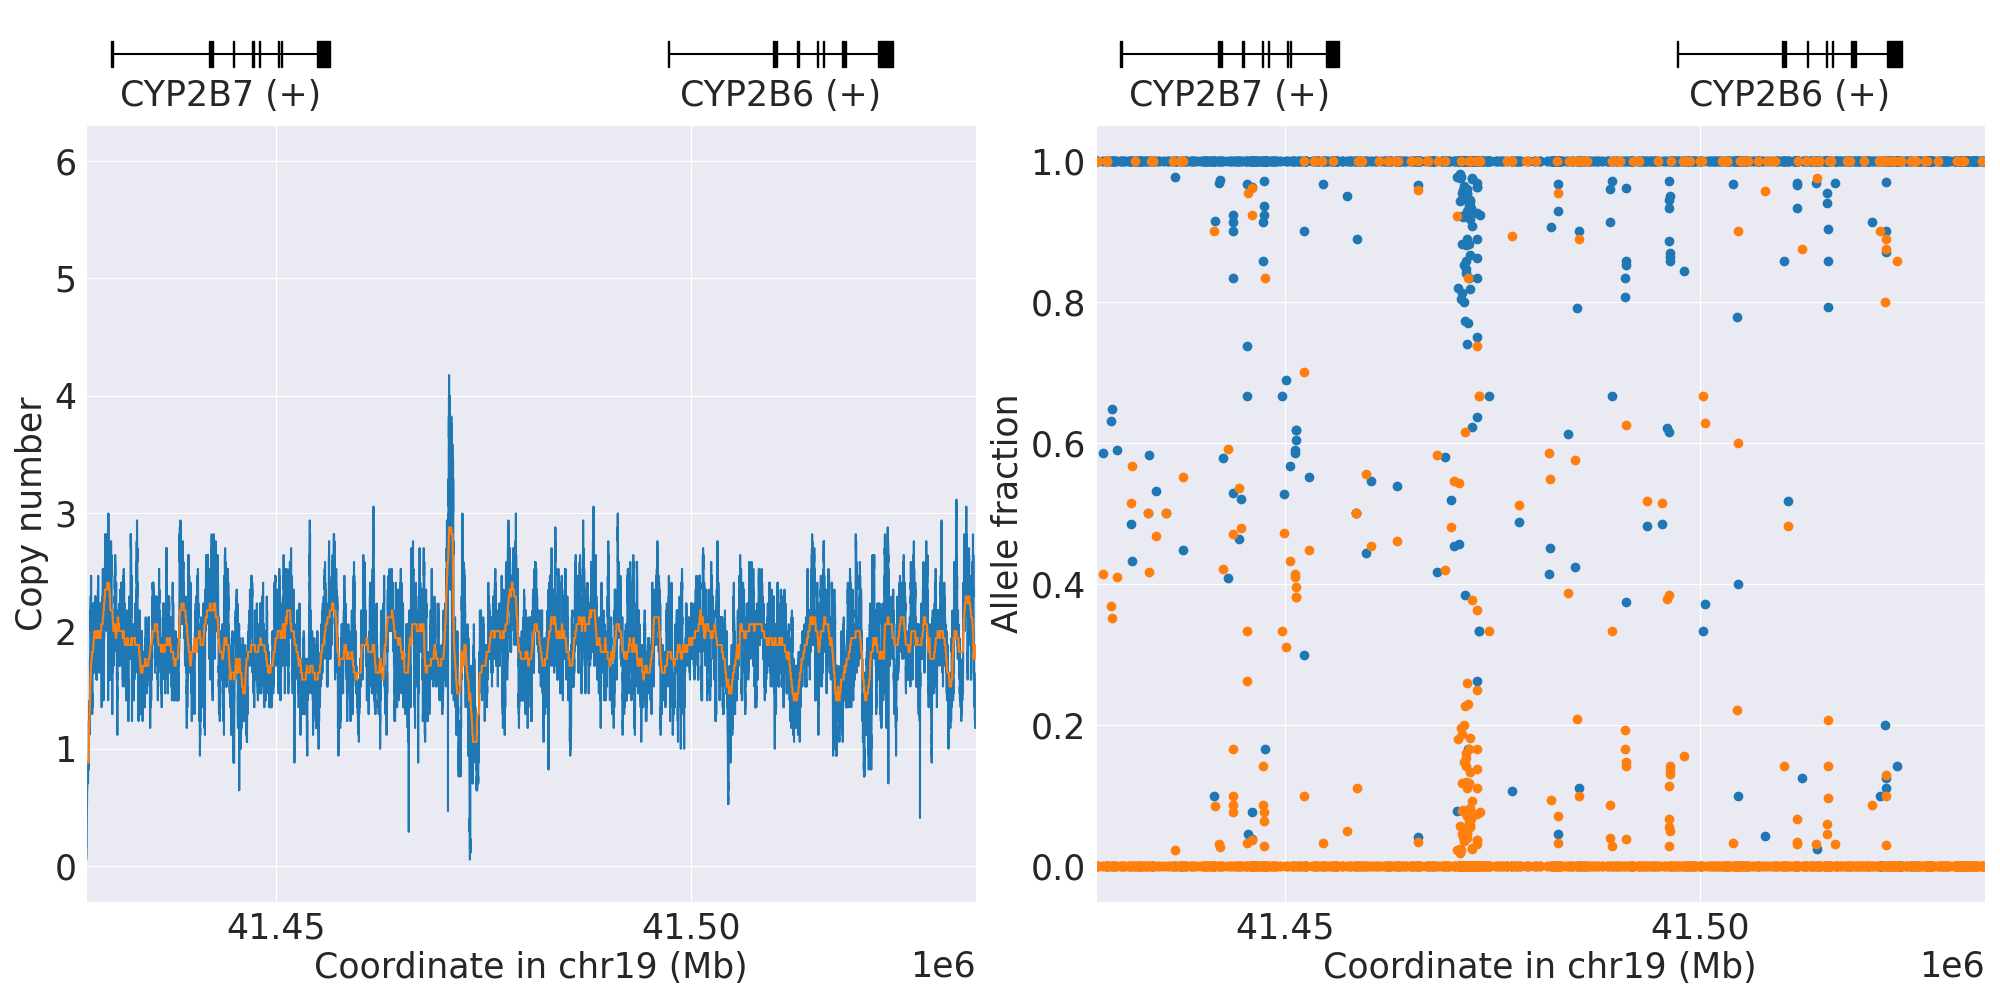 CYP2B7 (+)
CYP2B6 (+)
CYP2B7 (+)
CYP2B6 (+)
Copy number
6
5
4
3
2
1
0
41.45
41.50
Coordinate in chr19 (Mb)
1e6
Allele fraction
1.0
0.8
0.6
0.4
0.2
0.0
41.45
41.50
Coordinate in chr19 (Mb)
1e6